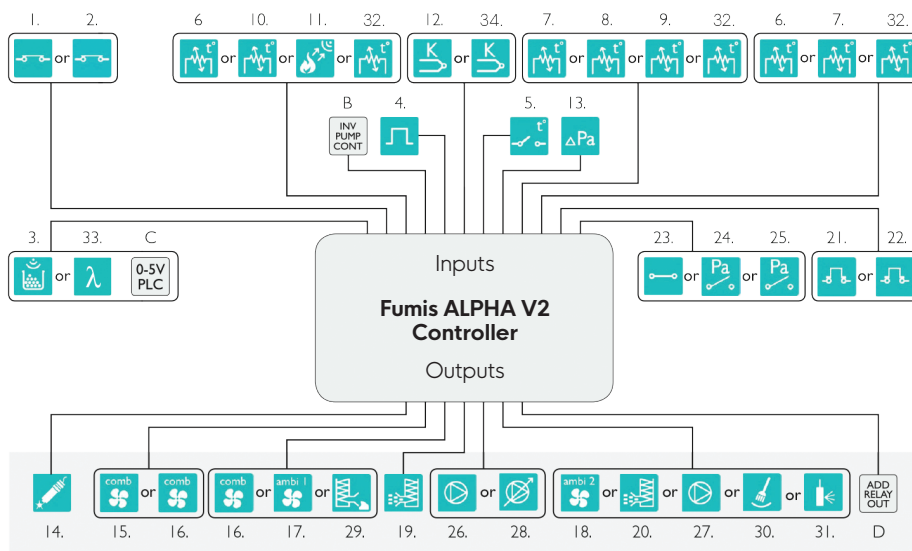 1. 2. 6 10. 11. 32. 12. 34. 7. 8. 9. 32. 6. 7. 32.
or t° or t° or or t° K or K t° or t° or t° or t° t° or t° or t°
B 4. 5. 13.
INV
PUMP
CONT
t°
ΔPa
3. 33. C 23. 24. 25. 21. 22.
or λ
0-5V
PLC
or Pa or Pa or
Inputs
Fumis ALPHA V2
Controller
Outputs
comb or comb comb or ambi 1 or or ambi 2 or or or or
ADD
RELAY
OUT
14. 15. 16. 16. 17. 29. 19. 26. 28. 18. 20. 27. 30. 31. D